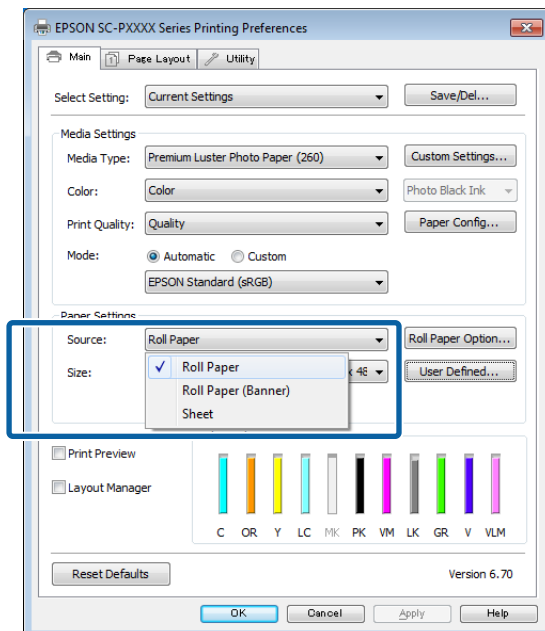 EPSON SC-PXXXX Series Printing Preferences
Main Page Layout Utility
Select Setting: Current Settings Save/Del...
Media Settings
Media Type: Premium Luster Photo Paper (260) Custom Settings...
Color: Color Photo Black Ink
Print Quality: Quality Paper Config...
Mode: Automatic Custom
EPSON Standard (sRGB)
Paper Settings
Source: Roll Paper Roll Paper Option...
Size: x 48 User Defined...
Roll Paper
Roll Paper (Banner)
Sheet
Print Preview
Layout Manager
C OR Y LC MK PK VM LK GR V VLM
Reset Defaults Version 6.70
OK Cancel Apply Help